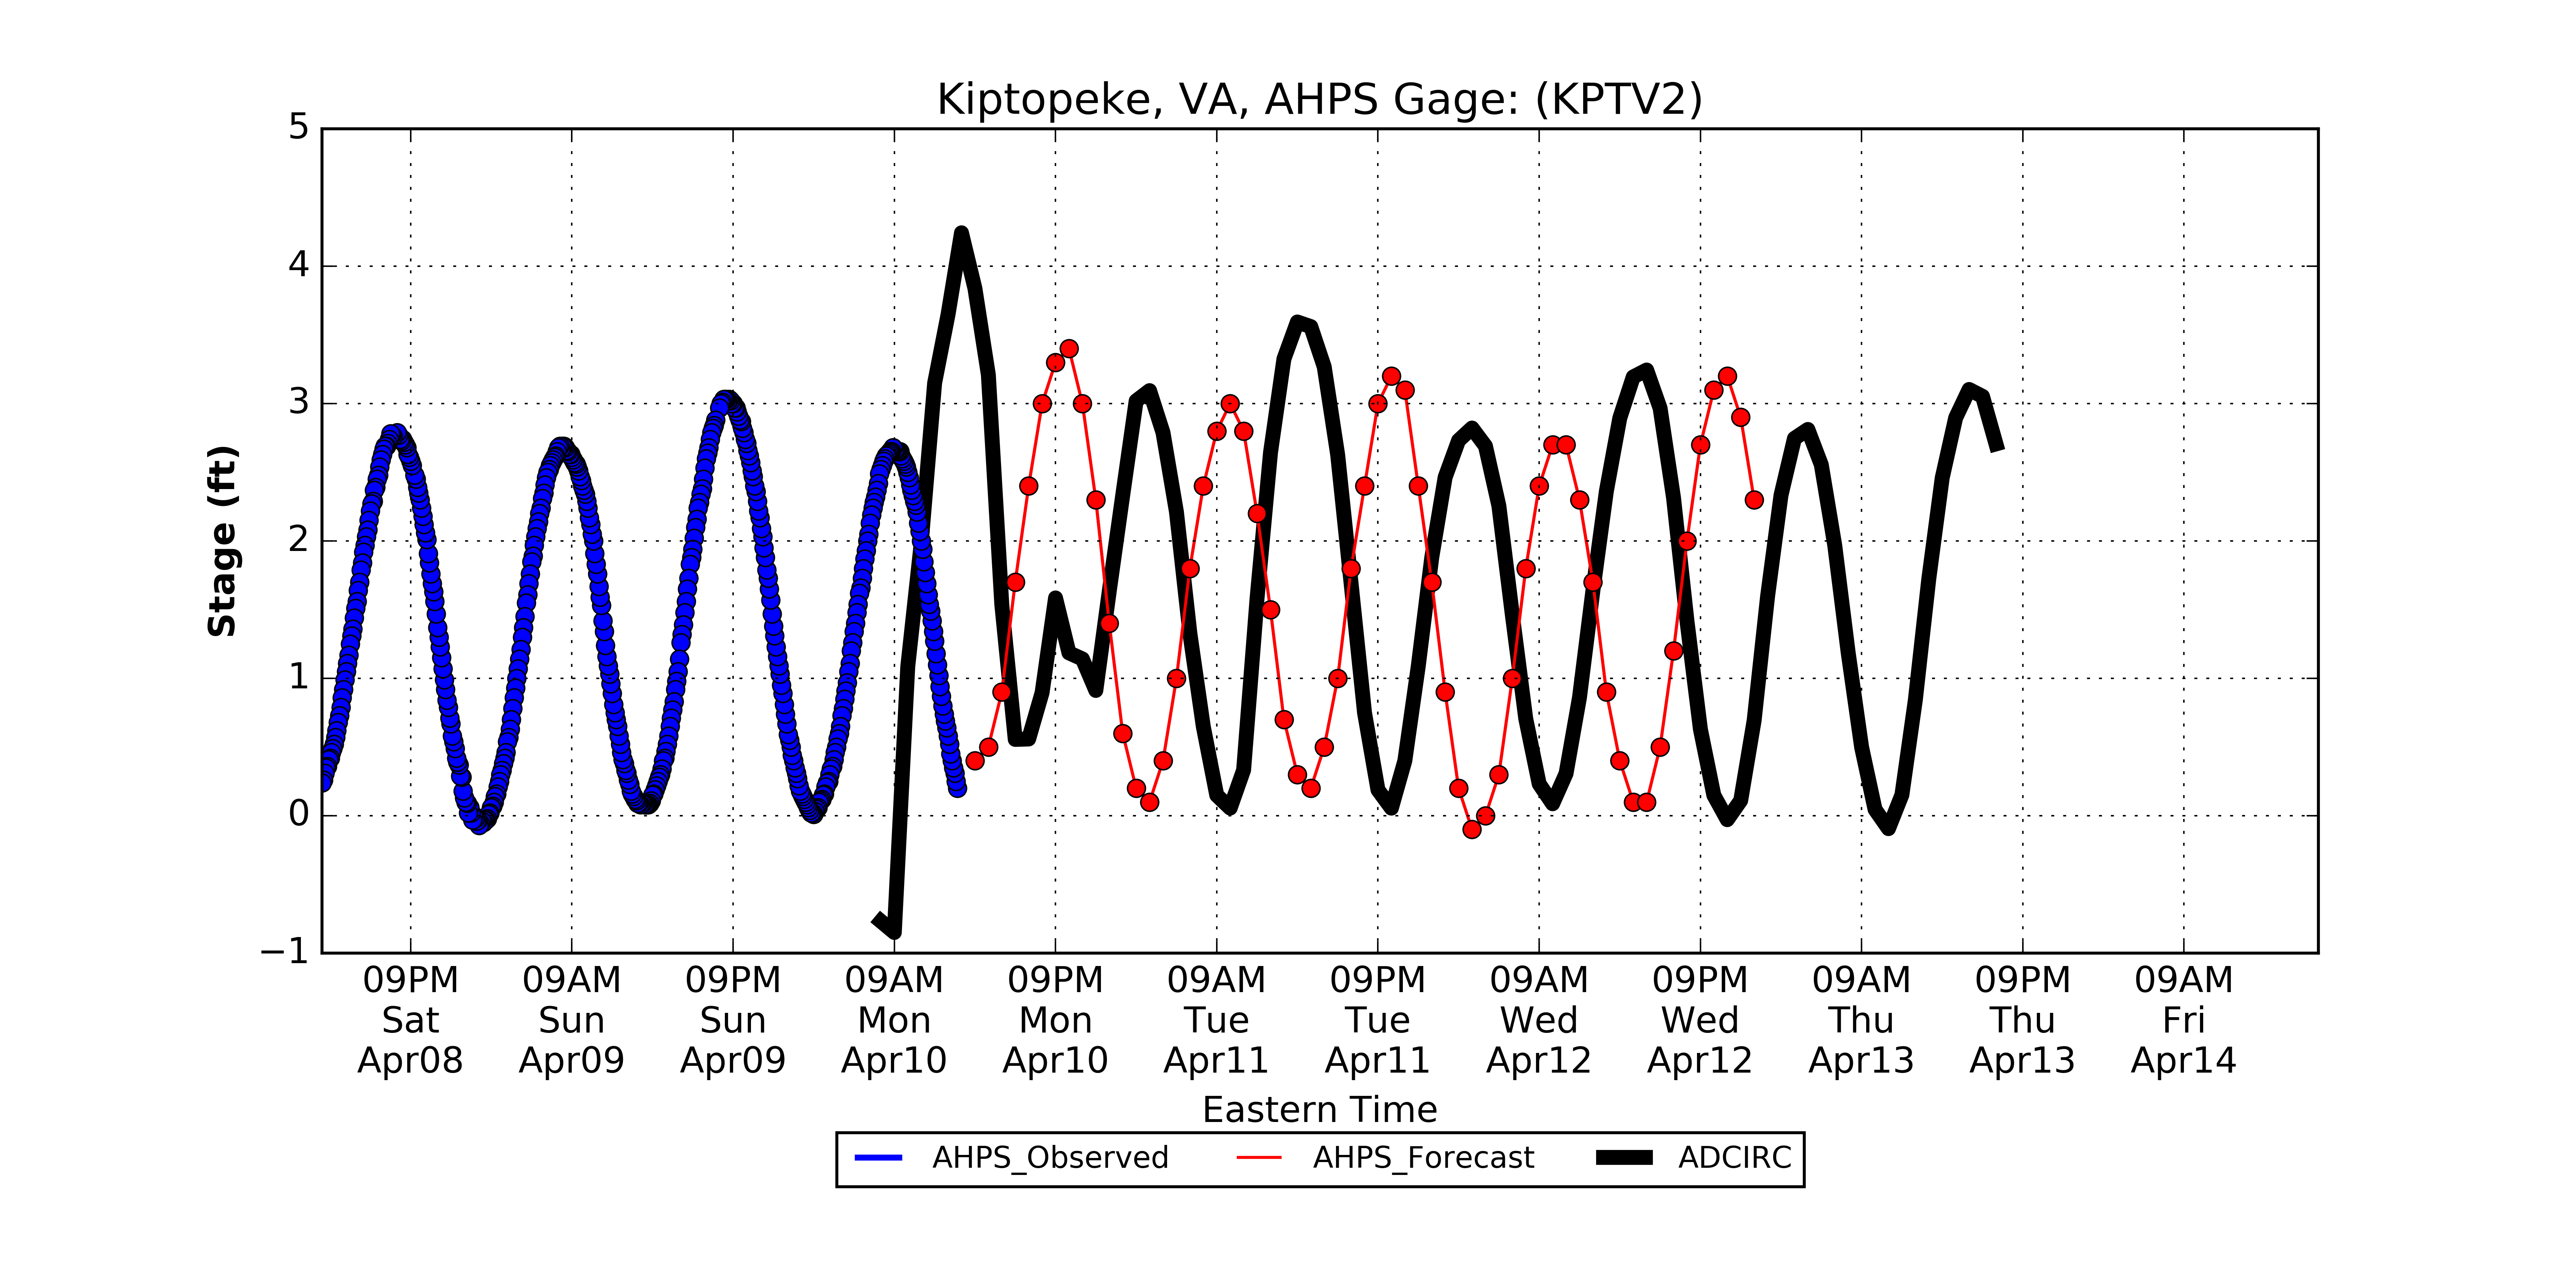 Kiptopeke, VA, AHPS Gage: (KPTV2)
5
4
3
2
1
0
−1
Stage (ft)
09PM 09AM 09PM 09AM 09PM 09AM 09PM 09AM 09PM 09AM 09PM 09AM
Sat Sun Sun Mon Mon Tue Tue Wed Wed Thu Thu Fri
Apr08 Apr09 Apr09 Apr10 Apr10 Apr11 Apr11 Apr12 Apr12 Apr13 Apr13 Apr14
Eastern Time
AHPS_Observed AHPS_Forecast ADCIRC